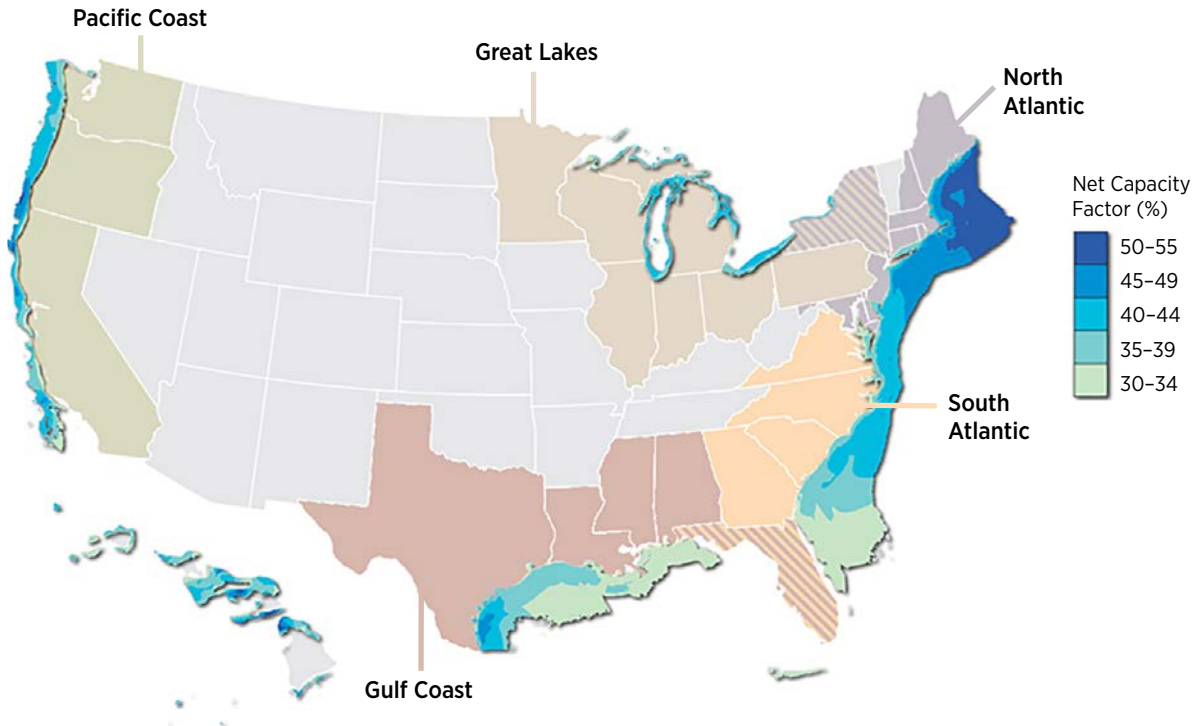 Pacific Coast
Great Lakes
North
Atlantic
Net Capacity
Factor (%)
50–55
45–49
40–44
35–39
30–34
South
Atlantic
Gulf Coast